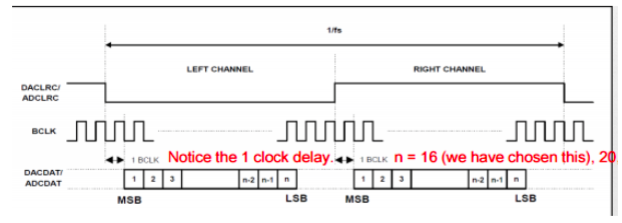 1/fs
LEFT CHANNEL RIGHT CHANNEL
DACLRC/
ADCLRC
BCLK
1 BCLK Notice the 1 clock delay. 1 BCLK n = 16 (we have chosen this), 20
DACDAT/
ADCDAT
1 2 3 n-2 n-1 n 1 2 3 n-2 n-1 n
MSB LSB MSB LSB